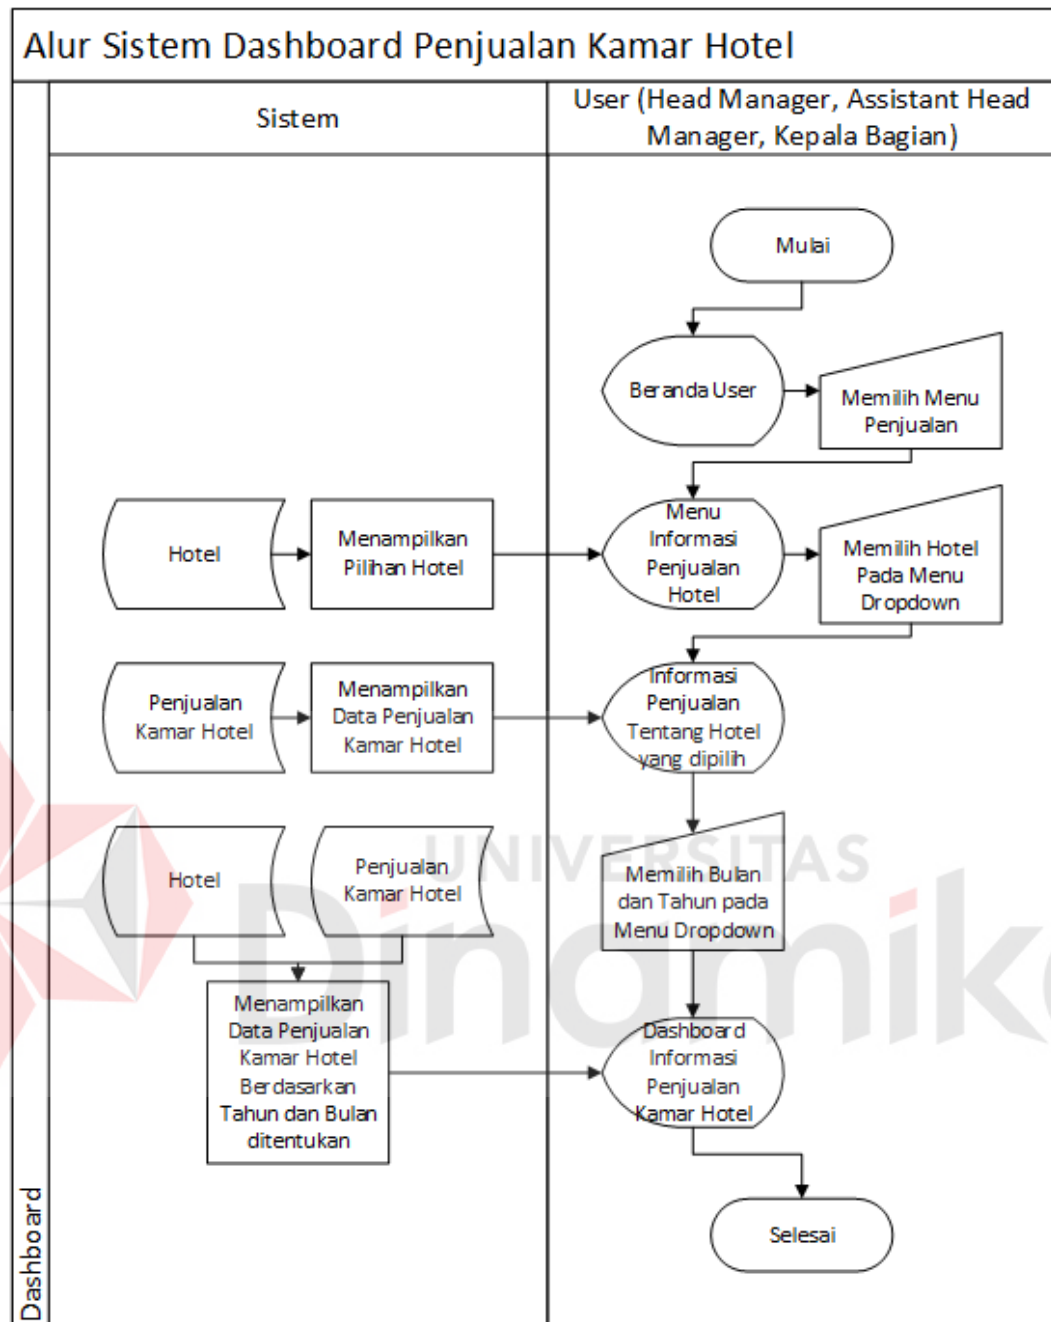 Alur Sistem Dashboard Penjualan Kamar Hotel
Sistem
User (Head Manager, Assistant Head
Manager, Kepala Bagian)
Mulai
Beranda User
Memilih Menu
Penjualan
Hotel
Menampilkan
Pilihan Hotel
Menu
Informasi
Penjualan
Hotel
Memilih Hotel
Pada Menu
Dropdown
Penjualan
Kamar Hotel
Menampilkan
Data Penjualan
Kamar Hotel
Informasi
Penjualan
Tentang Hotel
yang dipilih
Hotel
Penjualan
Kamar Hotel
Memilih Bulan
dan Tahun pada
Menu Dropdown
Menampilkan
Data Penjualan
Kamar Hotel
Berdasarkan
Tahun dan Bulan
ditentukan
Dashboard
Informasi
Penjualan
Kamar Hotel
Selesai
Dashboard
UNIVERSITAS
Dinamika